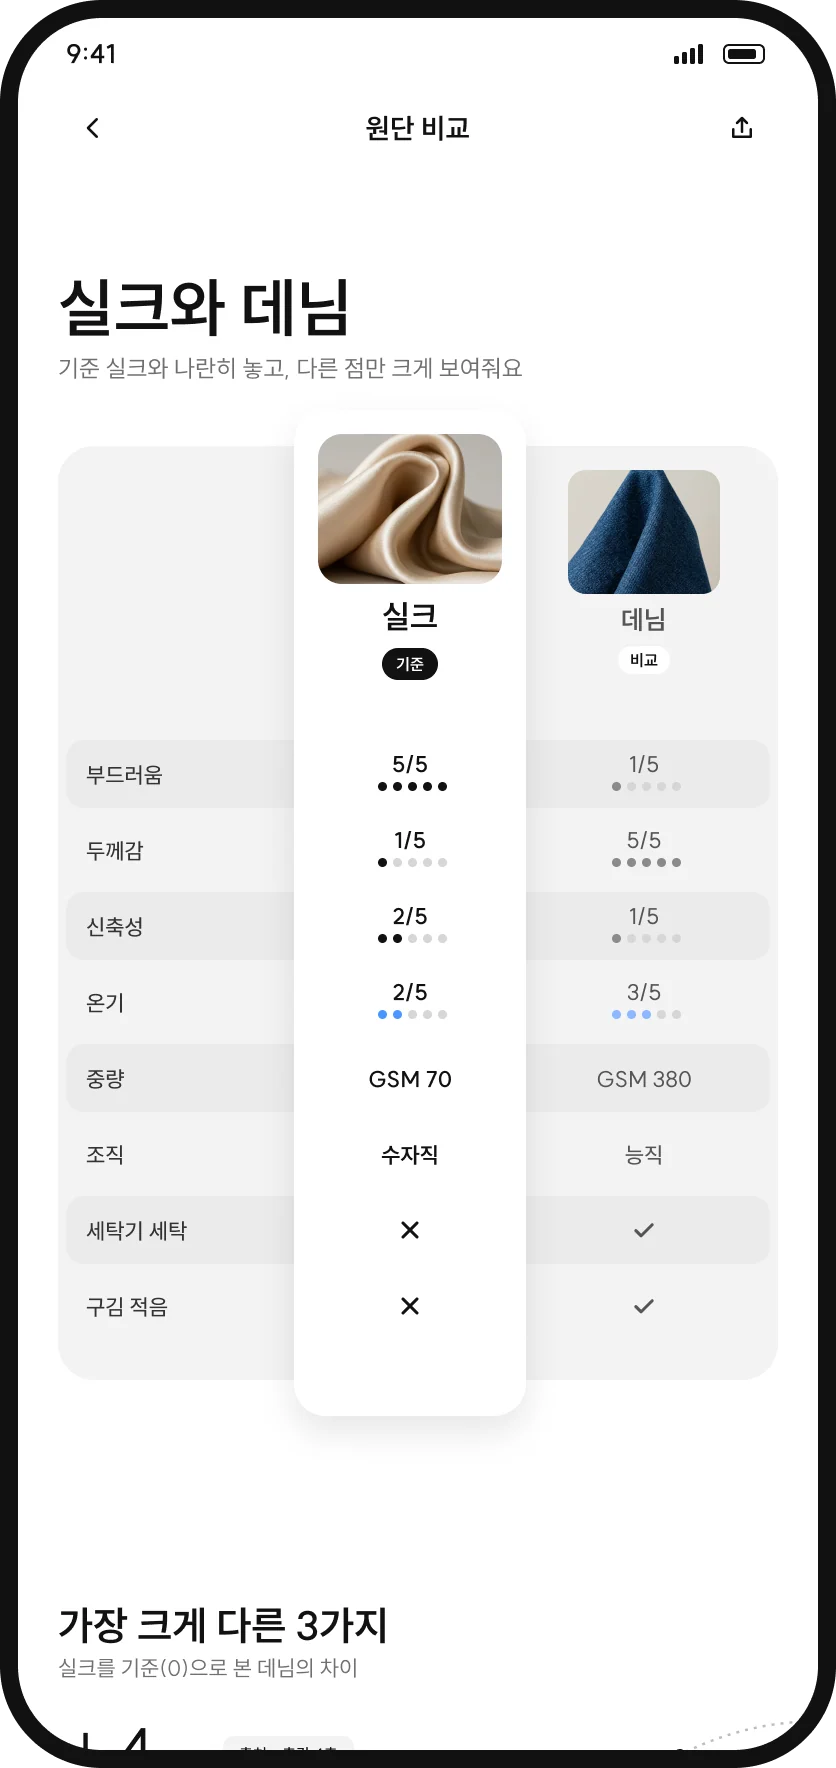 9:41
원단 비교
실크와 데님
기준 실크와 나란히 놓고, 다른 점만 크게 보여줘요
실크
데님
기준
비교
부드러움 5/5 1/5
두께감 1/5 5/5
신축성 2/5 1/5
온기 2/5 3/5
중량 GSM 70 GSM 380
조직 수자직 능직
세탁기 세탁
구김 적음
가장 크게 다른 3가지
실크를 기준(0)으로 본 데님의 차이